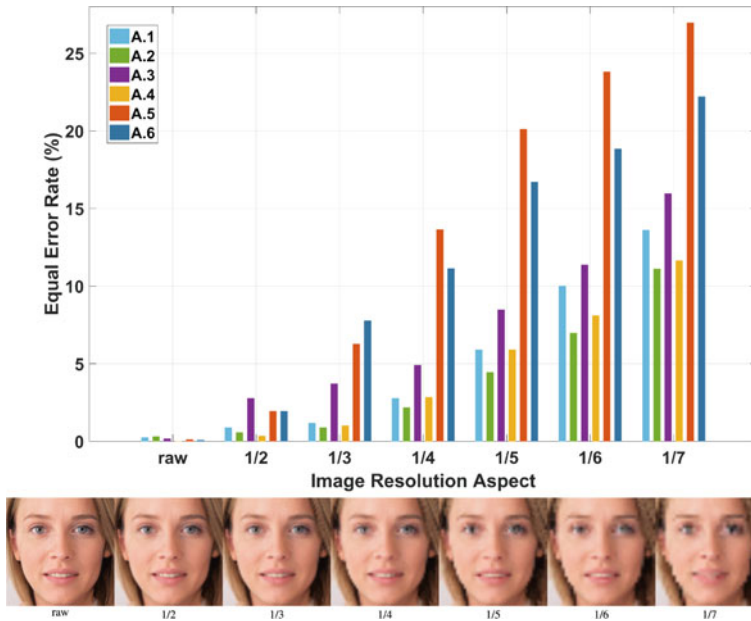 25
20
15
10
5
0
Equal Error Rate (%)
A.1
A.2
A.3
A.4
A.5
A.6
raw 1/2 1/3 1/4 1/5 1/6 1/7
Image Resolution Aspect
raw 1/2 1/3 1/4 1/5 1/6 1/7